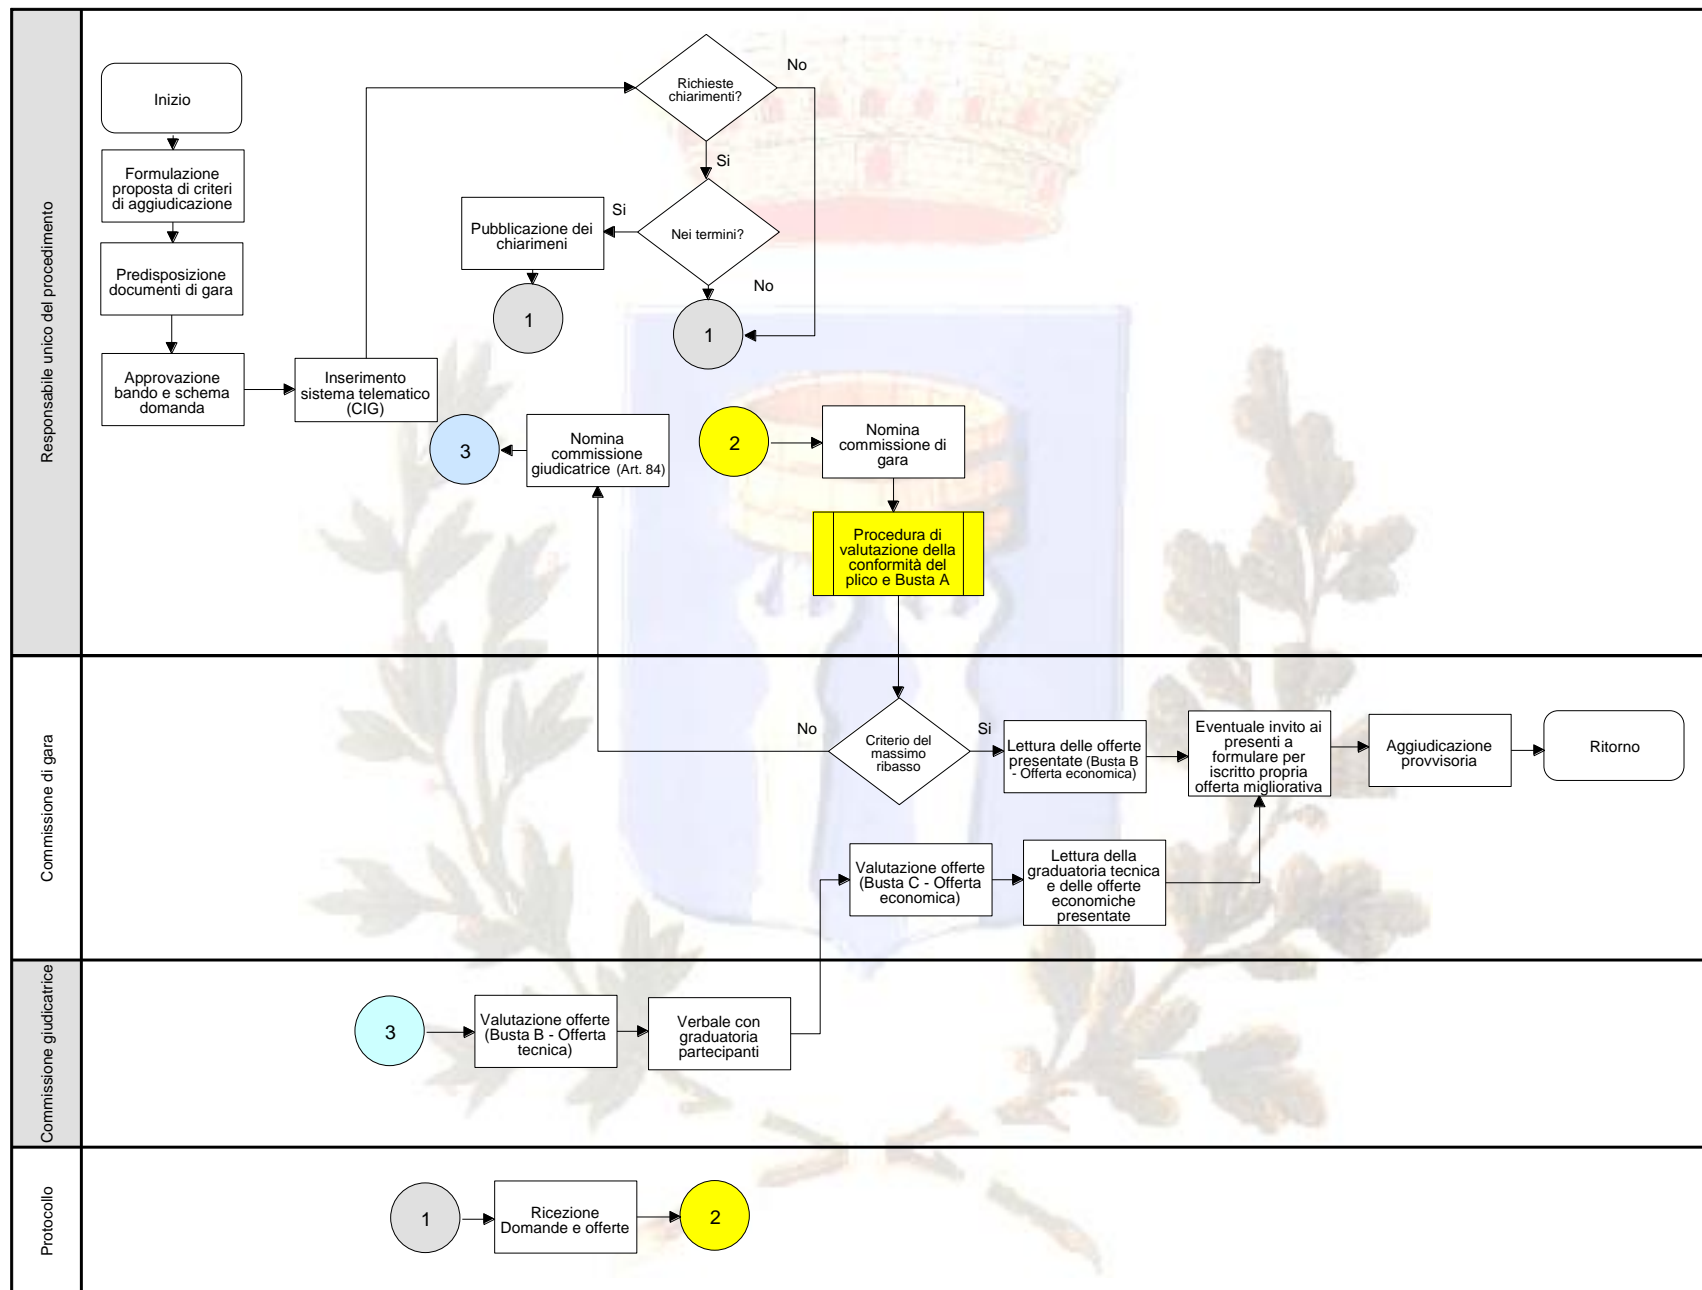 Responsabile unico del procedimento
Inizio
Formulazione
proposta di criteri
di aggiudicazione
Predisposizione
documenti di gara
Approvazione
bando e schema
domanda
Inserimento
sistema telematico
(CIG)
Richieste
chiarimenti?
No
Si
Nei termini?
Si
No
Pubblicazione dei
chiarimeni
1
1
3
Nomina
commissione
giudicatrice (Art. 84)
2
Nomina
commissione di
gara
Procedura di
valutazione della
conformità del
plico e Busta A
Commissione di gara
No
Criterio del
massimo
ribasso
Si
Lettura delle offerte
presentate (Busta B
- Offerta economica)
Eventuale invito ai
presenti a
formulare per
iscritto propria
offerta migliorativa
Aggiudicazione
provvisoria
Ritorno
Valutazione offerte
(Busta C - Offerta
economica)
Lettura della
graduatoria tecnica
e delle offerte
economiche
presentate
Commissione giudicatrice
3
Valutazione offerte
(Busta B - Offerta
tecnica)
Verbale con
graduatoria
partecipanti
Protocollo
1
Ricezione
Domande e offerte
2